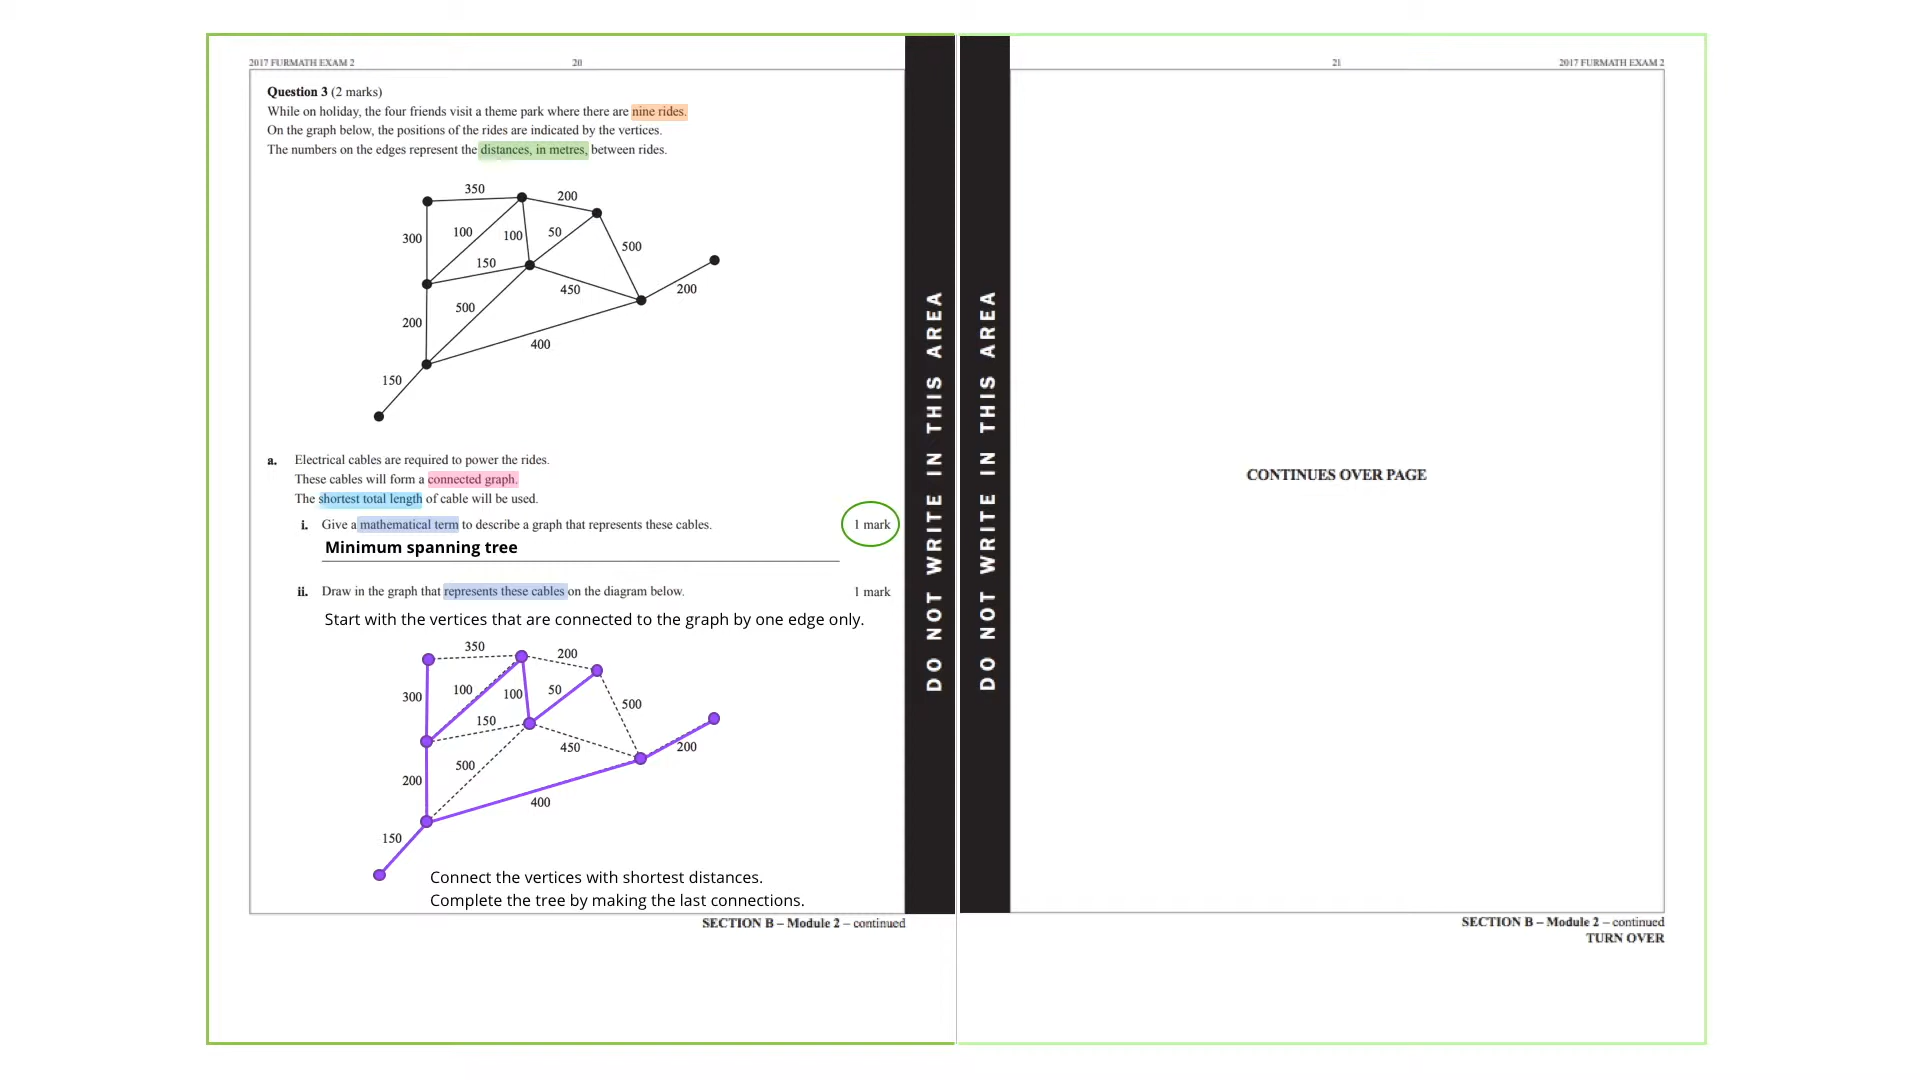 2017 FURMATH EXAM 2
20
Question 3 (2 marks)
While on holiday, the four friends visit a theme park where there are nine rides.
On the graph below, the positions of the rides are indicated by the vertices.
The numbers on the edges represent the distances, in metres, between rides.
350
200
300
100
100
50
500
150
450
200
500
200
400
150
a. Electrical cables are required to power the rides.
These cables will form a connected graph.
The shortest total length of cable will be used.
i. Give a mathematical term to describe a graph that represents these cables. 1 mark
Minimum spanning tree
ii. Draw in the graph that represents these cables on the diagram below. 1 mark
Start with the vertices that are connected to the graph by one edge only.
350
200
300
100
100
50
500
150
450
200
500
200
400
150
Connect the vertices with shortest distances.
Complete the tree by making the last connections.
SECTION B – Module 2 – continued
DO NOT WRITE IN THIS AREA
DO NOT WRITE IN THIS AREA
21
2017 FURMATH EXAM 2
CONTINUES OVER PAGE
SECTION B – Module 2 – continued
TURN OVER